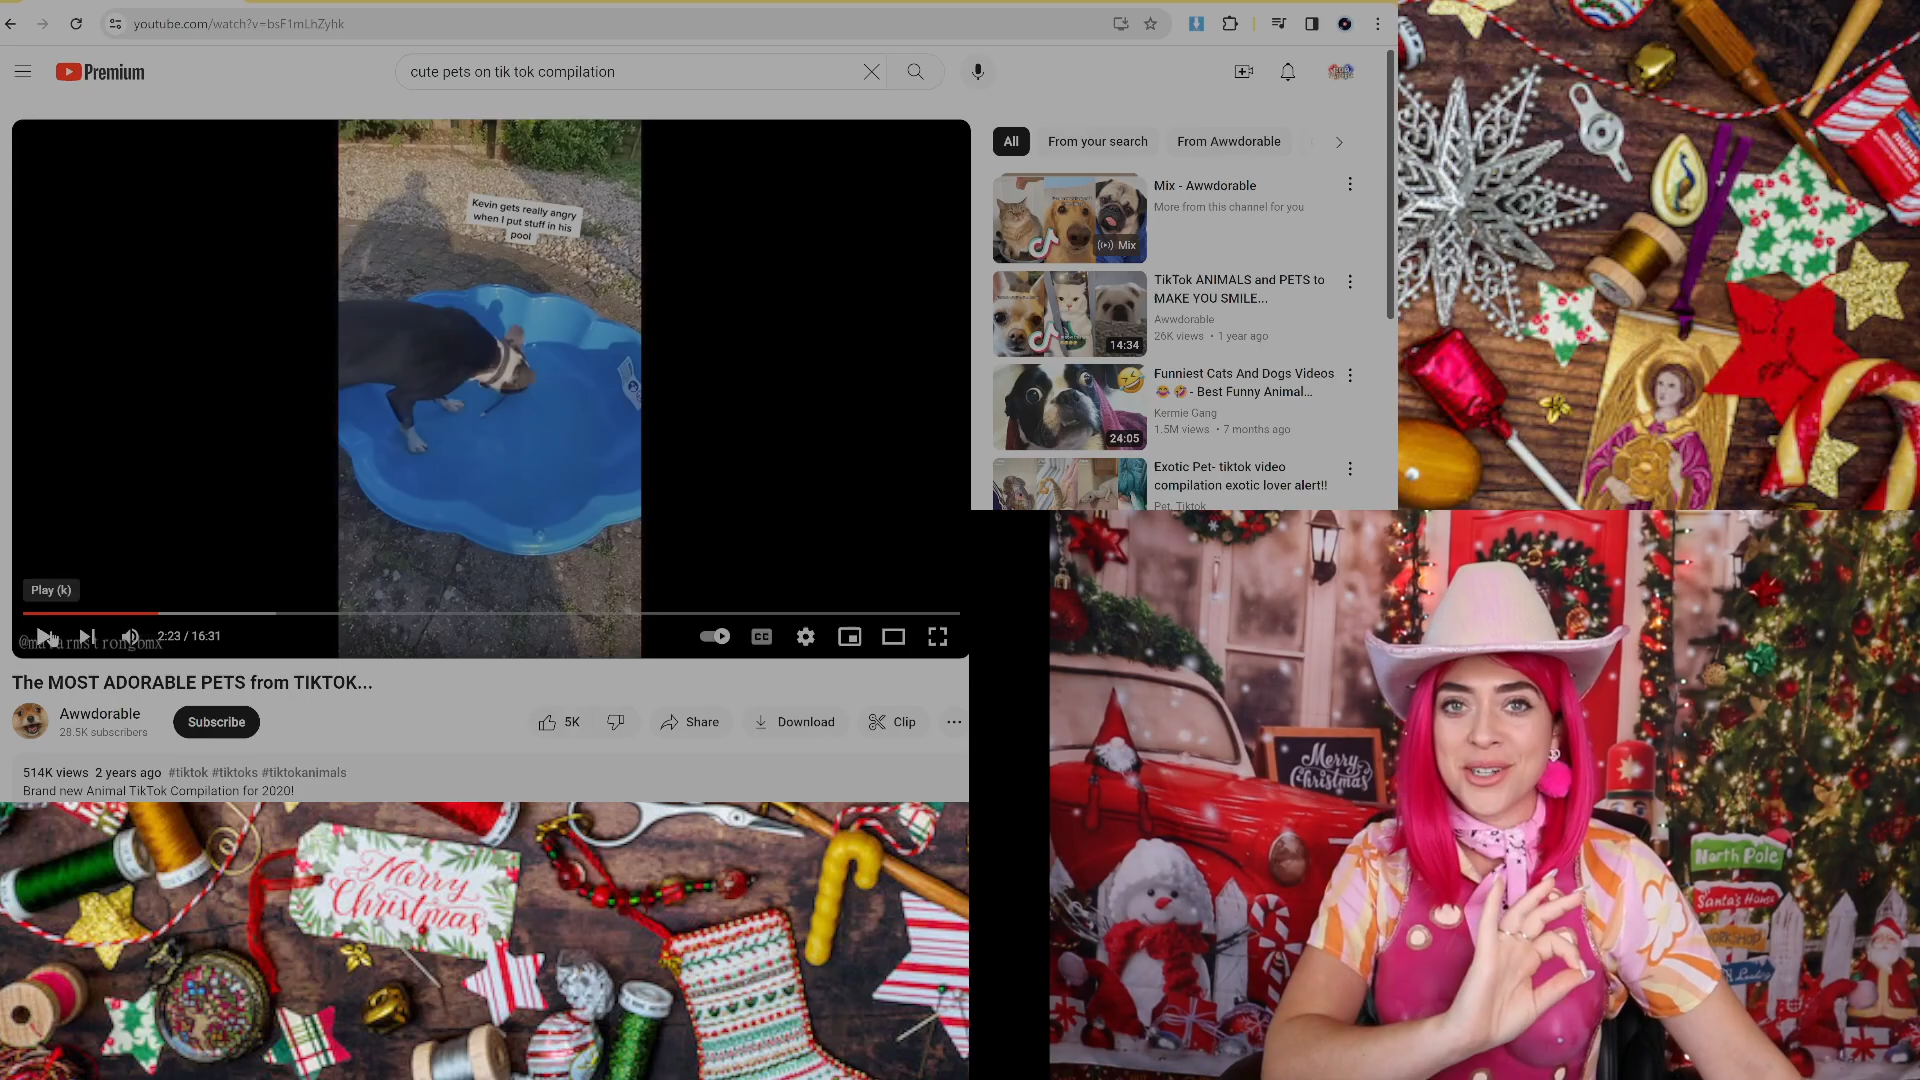 youtube.com/watch?v=bsF1mLhZyhk
Premium
cute pets on tik tok compilation
Kevin gets really angry
when I put stuff in his
pool
Play (k)
2:23 / 16:31
CC
The MOST ADORABLE PETS from TIKTOK...
Awwdorable
28.5K subscribers
Subscribe
5K
Share
Download
Clip
514K views 2 years ago #tiktok #tiktoks #tiktokanimals
Brand new Animal TikTok Compilation for 2020!
All
From your search
From Awwdorable
Mix
Mix - Awwdorable
More from this channel for you
14:34
TikTok ANIMALS and PETS to
MAKE YOU SMILE...
Awwdorable
26K views • 1 year ago
24:05
Funniest Cats And Dogs Videos
😂 🤣 - Best Funny Animal...
Kermie Gang
1.5M views • 7 months ago
Exotic Pet- tiktok video
compilation exotic lover alert!!
Pet, Tiktok
Merry
Christmas
Merry
Christmas
North Pole
Santa's House
WORKSHOP